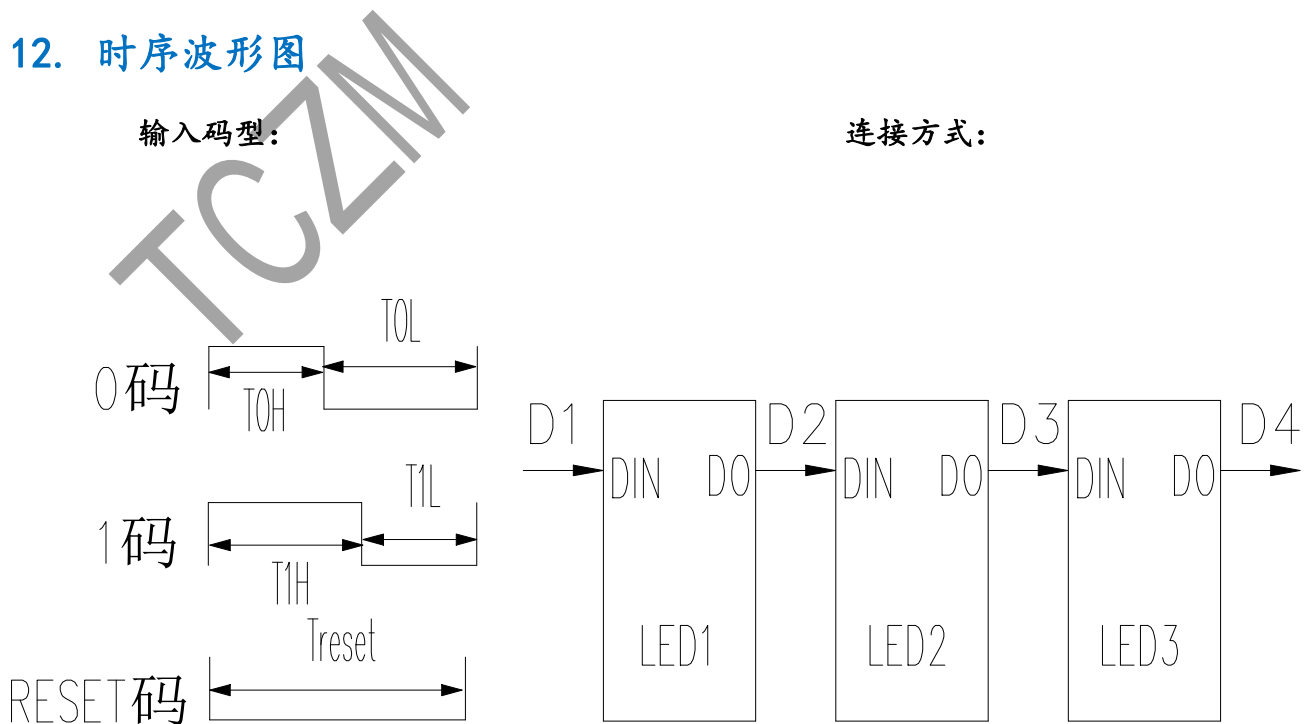 12. 时序波形图
TCZM
输入码型:
连接方式:
0码
T0H
T0L
1码
T1H
T1L
RESET码
Treset
D1
DIN
DO
LED1
D2
DIN
DO
LED2
D3
DIN
DO
LED3
D4